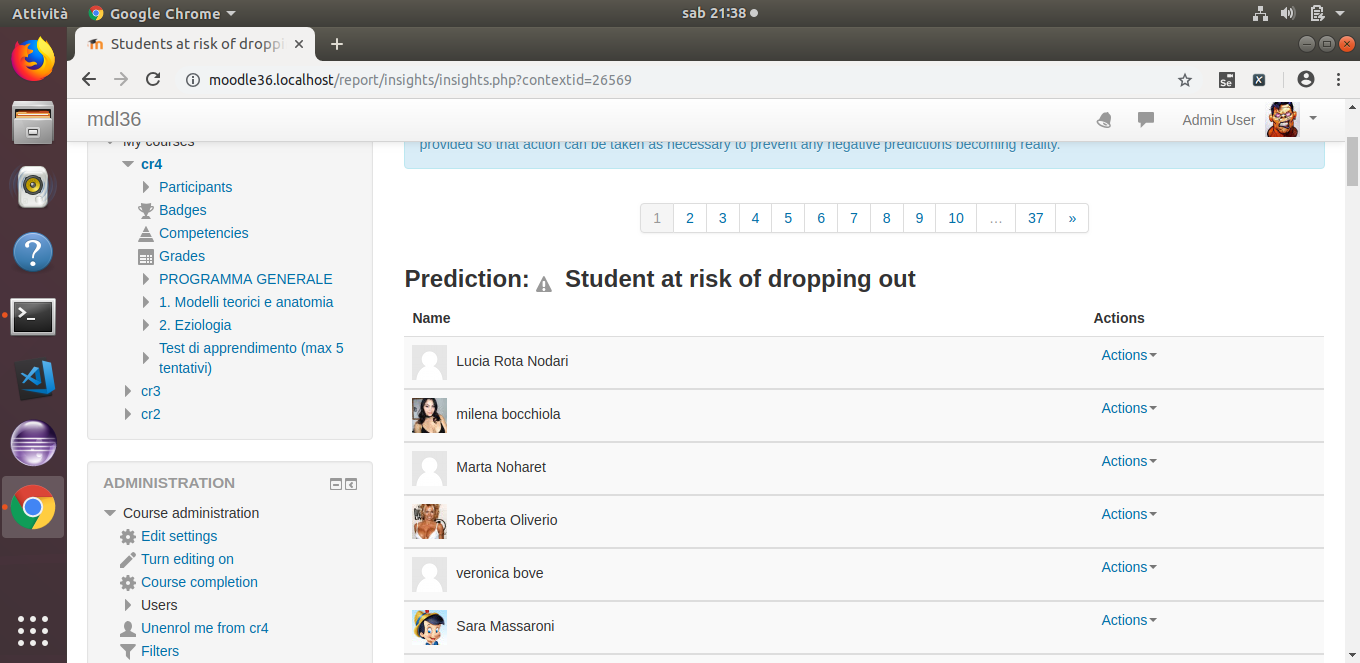 Attività
Google Chrome
sab 21:38
Students at risk of droppi
moodle36.localhost/report/insights/insights.php?contextid=26569
Se
X
mdl36
Admin User
My courses
cr4
Participants
Badges
Competencies
Grades
PROGRAMMA GENERALE
1. Modelli teorici e anatomia
2. Eziologia
Test di apprendimento (max 5
tentativi)
cr3
cr2
ADMINISTRATION
Course administration
Edit settings
Turn editing on
Course completion
Users
Unenrol me from cr4
Filters
provided so that action can be taken as necessary to prevent any negative predictions becoming reality.
1 2 3 4 5 6 7 8 9 10 … 37 »
Prediction: Student at risk of dropping out
Name Actions
Lucia Rota Nodari Actions
milena bocchiola Actions
Marta Noharet Actions
Roberta Oliverio Actions
veronica bove Actions
Sara Massaroni Actions